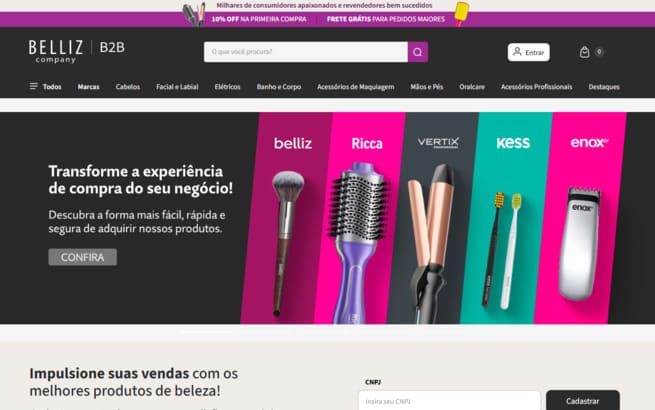 Milhares de consumidores apaixonados e revendedores bem sucedidos
10% OFF NA PRIMEIRA COMPRA
FRETE GRÁTIS PARA PEDIDOS MAIORES
BELLIZ company B2B
O que você procura?
Entrar
0
Todos Marcas Cabelos Facial e Labial Elétricos Banho e Corpo Acessórios de Maquiagem Mãos e Pés Oralcare Acessórios Profissionais Destaques
belliz Ricca VERTIX Kess enox
Transforme a experiência
de compra do seu negócio!
Descubra a forma mais fácil, rápida e
segura de adquirir nossos produtos.
CONFIRA
enox
Impulsione suas vendas com os
melhores produtos de beleza!
CNPJ
Insira seu CNPJ
Cadastrar